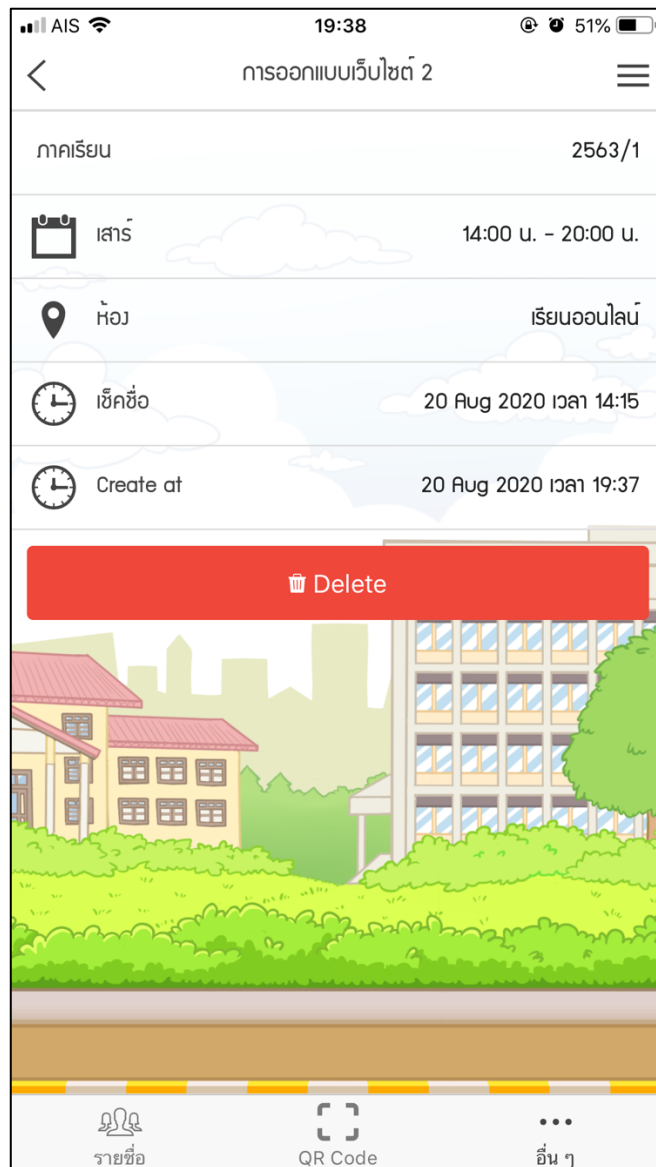 AIS 19:38 51%
การออกแบบเว็บไซต์ 2
ภาคเรียน 2563/1
เสาร์ 14:00 น. - 20:00 น.
ห้อง เรียนออนไลน์
เช็คชื่อ 20 Aug 2020 เวลา 14:15
Create at 20 Aug 2020 เวลา 19:37
Delete
รายชื่อ QR Code อื่น ๆ